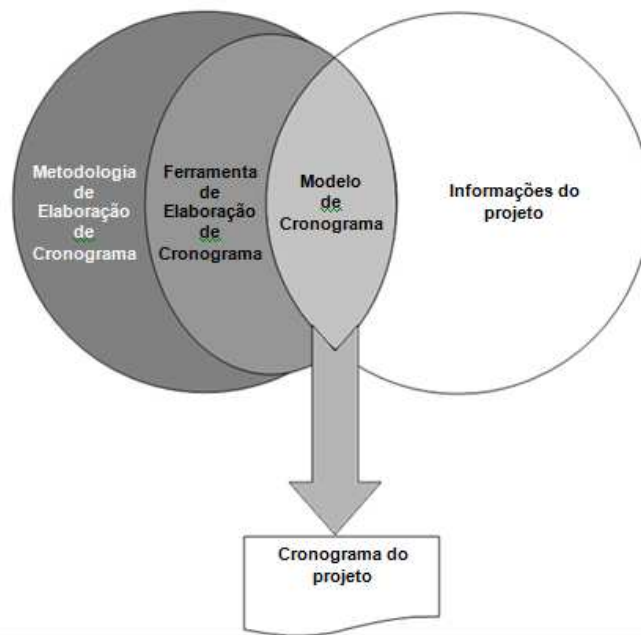 Metodologia
de
Elaboração
de
Cronograma
Ferramenta
de
Elaboração
de
Cronograma
Modelo
de
Cronograma
Informações do
projeto
Cronograma do
projeto